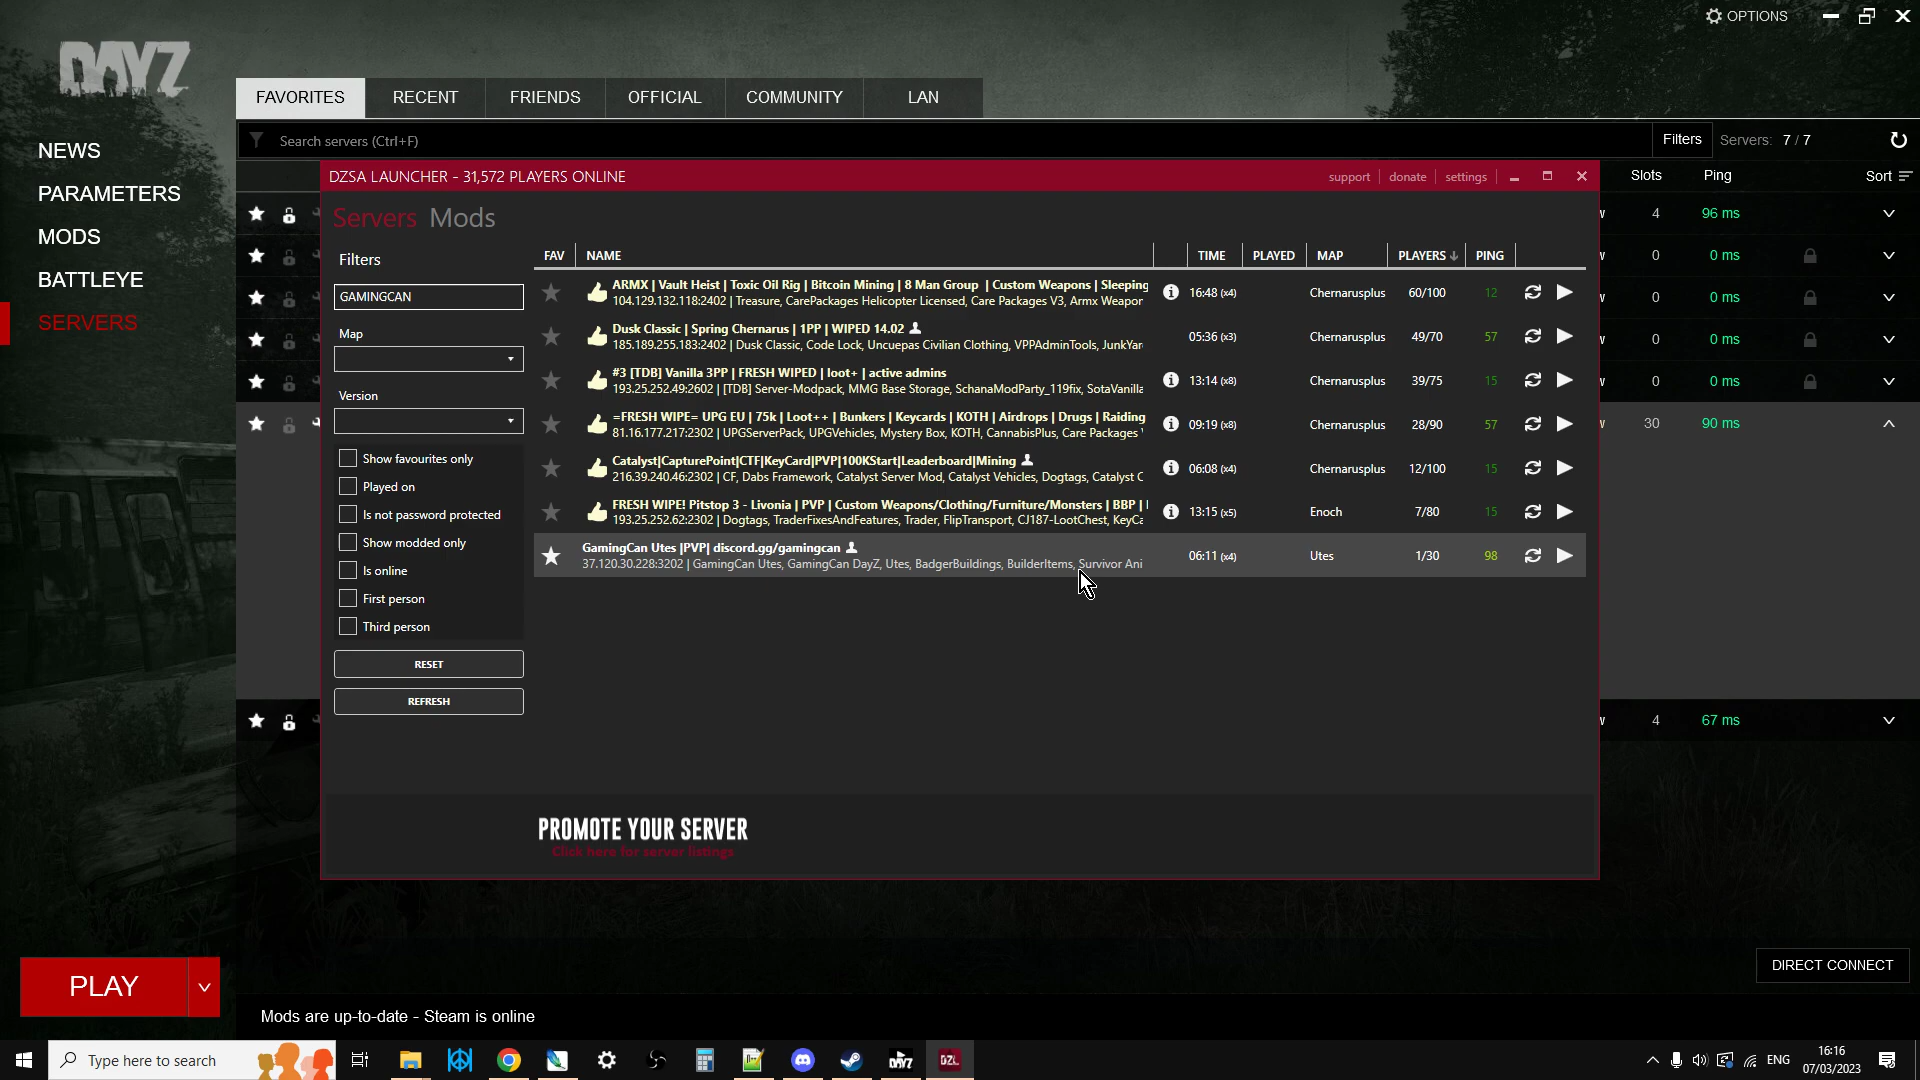 OPTIONS
DAYZ
FAVORITES RECENT FRIENDS OFFICIAL COMMUNITY LAN
NEWS
PARAMETERS
MODS
BATTLEYE
SERVERS
Search servers (Ctrl+F)
Filters Servers: 7 / 7
Slots Ping Sort
4 96 ms
0 0 ms
0 0 ms
0 0 ms
0 0 ms
30 90 ms
4 67 ms
DZSA LAUNCHER - 31,572 PLAYERS ONLINE support donate settings
Servers Mods
Filters
GAMINGCAN
Map
Version
Show favourites only
Played on
Is not password protected
Show modded only
Is online
First person
Third person
RESET
REFRESH
FAV NAME TIME PLAYED MAP PLAYERS PING
ARMX | Vault Heist | Toxic Oil Rig | Bitcoin Mining | 8 Man Group | Custom Weapons | Sleeping
104.129.132.118:2402 | Treasure, CarePackages Helicopter Licensed, Care Packages V3, Armx Weapon
16:48 (x4) Chernarusplus 60/100 12
Dusk Classic | Spring Chernarus | 1PP | WIPED 14.02
185.189.255.183:2402 | Dusk Classic, Code Lock, Uncuepas Civilian Clothing, VPPAdminTools, JunkYar
05:36 (x3) Chernarusplus 49/70 57
#3 [TDB] Vanilla 3PP | FRESH WIPED | loot+ | active admins
193.25.252.49:2602 | [TDB] Server-Modpack, MMG Base Storage, SchanaModParty_119fix, SotaVanilla
13:14 (x8) Chernarusplus 39/75 15
=FRESH WIPE= UPG EU | 75k | Loot++ | Bunkers | Keycards | KOTH | Airdrops | Drugs | Raiding
81.16.177.217:2302 | UPGServerPack, UPGVehicles, Mystery Box, KOTH, CannabisPlus, Care Packages
09:19 (x8) Chernarusplus 28/90 57
Catalyst|CapturePoint|CTF|KeyCard|PVP|100KStart|Leaderboard|Mining
216.39.240.46:2302 | CF, Dabs Framework, Catalyst Server Mod, Catalyst Vehicles, Dogtags, Catalyst C
06:08 (x4) Chernarusplus 12/100 15
FRESH WIPE! Pitstop 3 - Livonia | PVP | Custom Weapons/Clothing/Furniture/Monsters | BBP |
193.25.252.62:2302 | Dogtags, TraderFixesAndFeatures, Trader, FlipTransport, CJ187-LootChest, KeyCa
13:15 (x5) Enoch 7/80 15
GamingCan Utes |PVP| discord.gg/gamingcan
37.120.30.228:3202 | GamingCan Utes, GamingCan DayZ, Utes, BadgerBuildings, BuilderItems, Survivor Ani
06:11 (x4) Utes 1/30 98
PROMOTE YOUR SERVER
Click here for server listings
PLAY
DIRECT CONNECT
Mods are up-to-date - Steam is online
Type here to search
DAYZ
DZL
ENG
16:16
07/03/2023